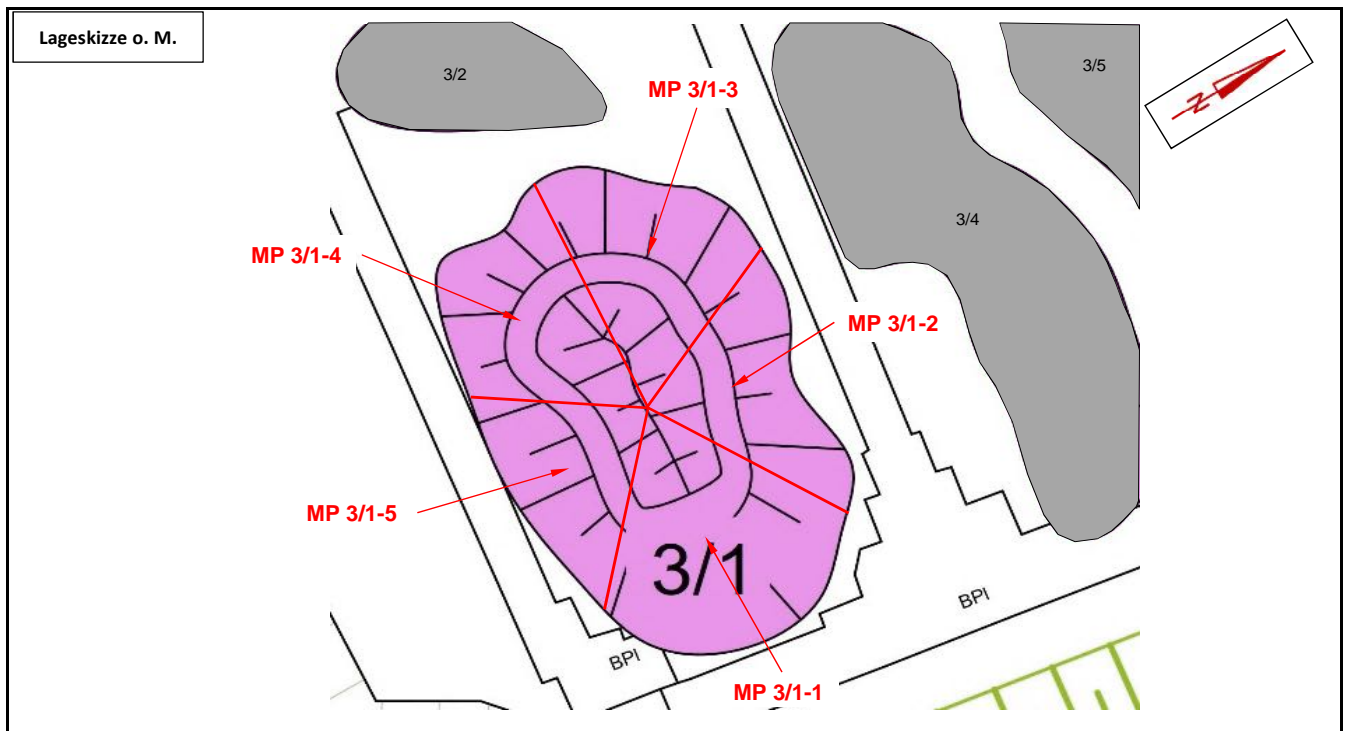 Lageskizze o. M.
3/2
3/5
N
MP 3/1-3
3/4
MP 3/1-4
MP 3/1-2
MP 3/1-5
3/1
BPl
BPl
MP 3/1-1